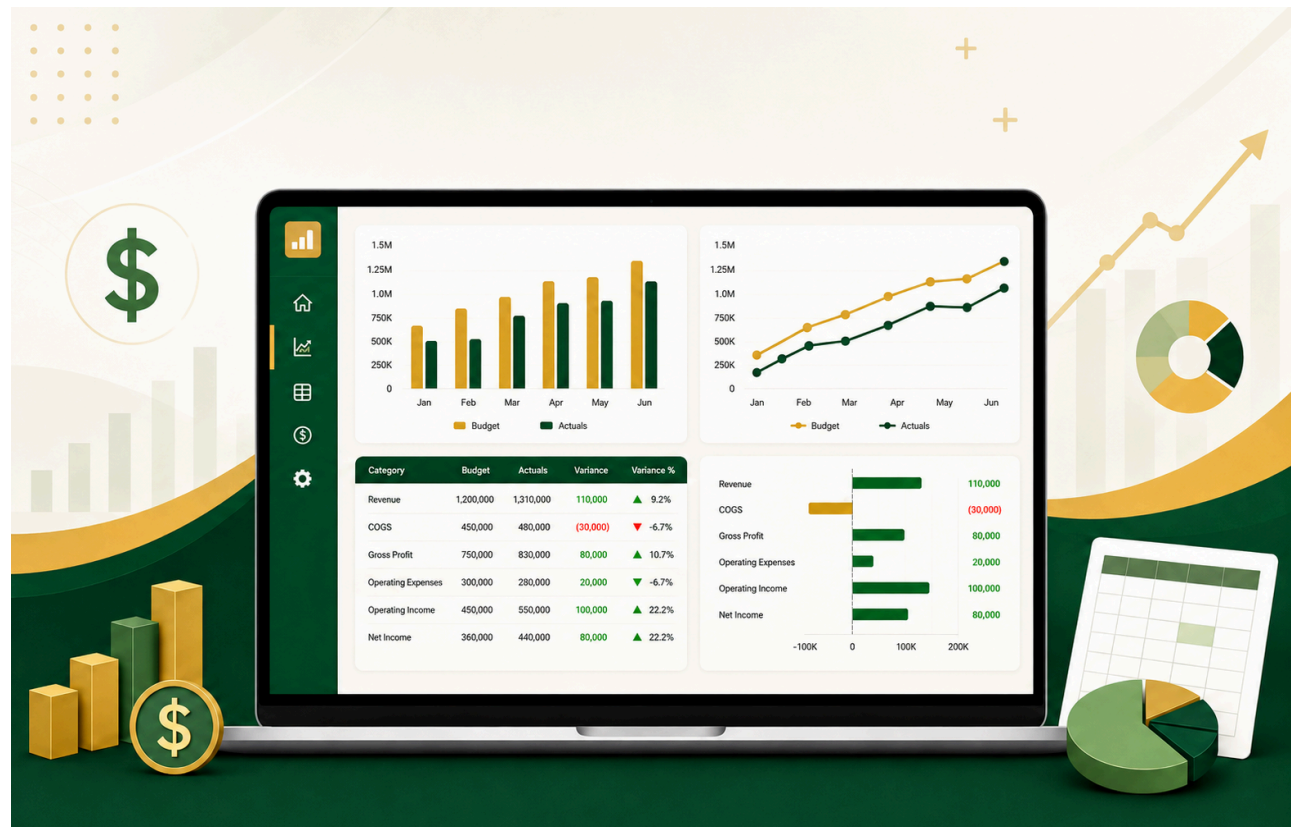 $
1.5M
1.25M
1.0M
750K
500K
250K
0
Jan Feb Mar Apr May Jun
Budget Actuals
1.5M
1.25M
1.0M
750K
500K
250K
0
Jan Feb Mar Apr May Jun
Budget Actuals
Category Budget Actuals Variance Variance %
Revenue 1,200,000 1,310,000 110,000 ▲ 9.2%
COGS 450,000 480,000 (30,000) ▼ -6.7%
Gross Profit 750,000 830,000 80,000 ▲ 10.7%
Operating Expenses 300,000 280,000 20,000 ▼ -6.7%
Operating Income 450,000 550,000 100,000 ▲ 22.2%
Net Income 360,000 440,000 80,000 ▲ 22.2%
Revenue 110,000
COGS (30,000)
Gross Profit 80,000
Operating Expenses 20,000
Operating Income 100,000
Net Income 80,000
-100K 0 100K 200K
$
$